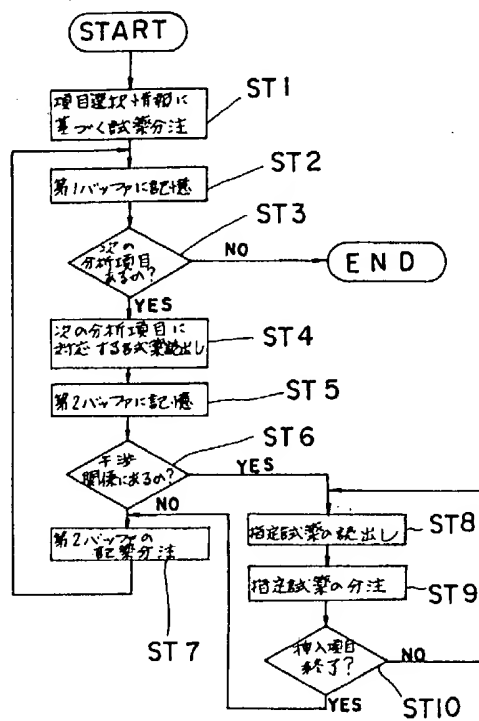 START
項目選択情報に
基づく試薬分注
ST1
第1バッファに記憶
ST2
次の
分析項目
あるの?
ST3
NO
END
YES
次の分析項目に
対応する試薬読出し
ST4
第2バッファに記憶
ST5
干渉
関係にあるの?
ST6
YES
NO
第2バッファの
試薬分注
ST7
指定試薬の読出し
ST8
指定試薬の分注
ST9
挿入項目
終了?
NO
YES
ST10